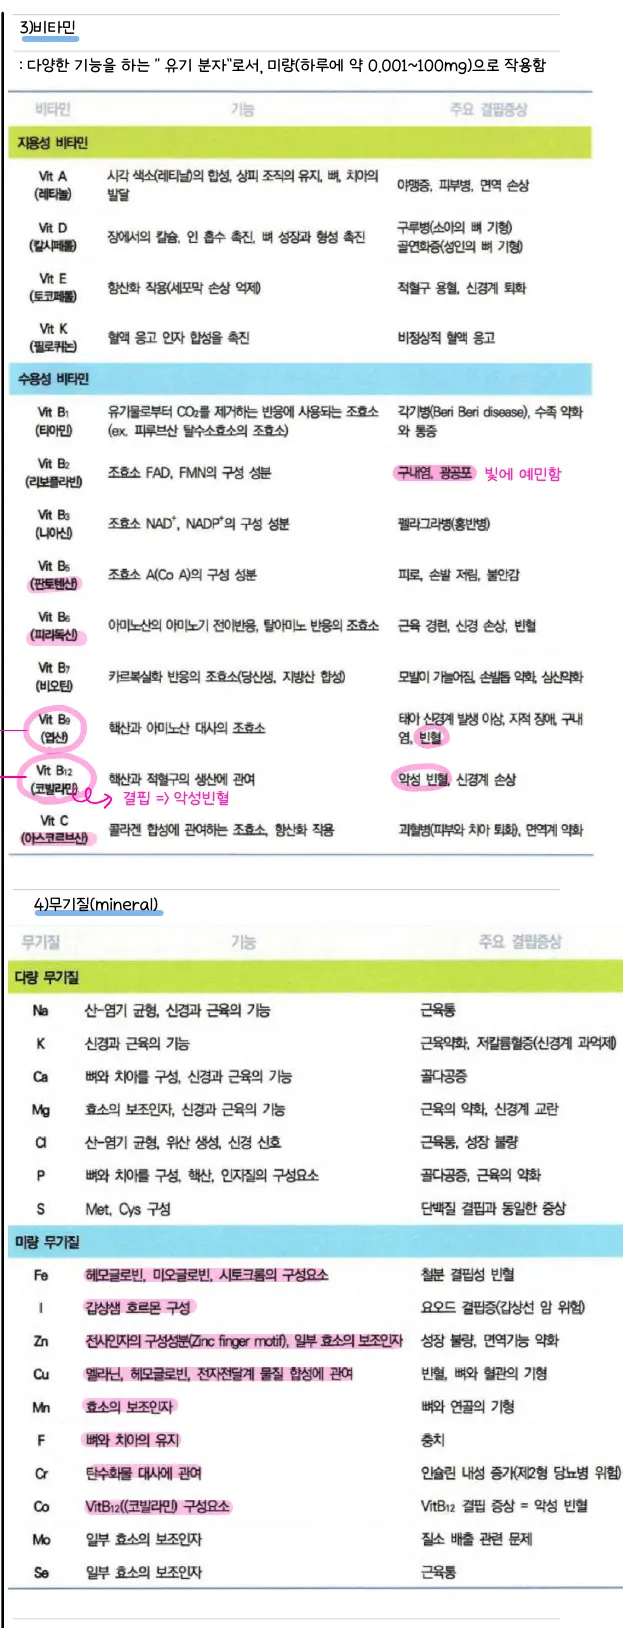 3)비타민
: 다양한 기능을 하는 " 유기 분자"로서, 미량(하루에 약 0.001~100mg)으로 작용함
비타민 기능 주요 결핍증상
지용성 비타민
Vit A 시각 색소(레티날)의 합성, 상피 조직의 유지, 뼈, 치아의 야맹증, 피부병, 면역 손상
(레티놀) 발달
Vit D 장에서의 칼슘, 인 흡수 촉진, 뼈 성장과 형성 촉진 구루병(소아의 뼈 기형)
(칼시페롤) 골연화증(성인의 뼈 기형)
Vit E 항산화 작용(세포막 손상 억제) 적혈구 용혈, 신경계 퇴화
(토코페롤)
Vit K 혈액 응고 인자 합성을 촉진 비정상적 혈액 응고
(필로퀴논)
수용성 비타민
Vit B₁ 유기물로부터 CO₂를 제거하는 반응에 사용되는 조효소 각기병(Beri Beri disease), 수족 약화
(티아민) (ex. 피루브산 탈수소효소의 조효소) 와 통증
Vit B₂ 조효소 FAD, FMN의 구성 성분 구내염, 광공포 빛에 예민함
(리보플라빈)
Vit B₃ 조효소 NAD⁺, NADP⁺의 구성 성분 펠라그라병(홍반병)
(니아신)
Vit B₅ 조효소 A(Co A)의 구성 성분 피로, 손발 저림, 불안감
(판토텐산)
Vit B₆ 아미노산의 아미노기 전이반응, 탈아미노 반응의 조효소 근육 경련, 신경 손상, 빈혈
(피리독신)
Vit B₇ 카르복실화 반응의 조효소(당신생, 지방산 합성) 모발이 가늘어짐, 손발톱 약화, 심신약화
(비오틴)
Vit B₉ 핵산과 아미노산 대사의 조효소 태아 신경계 발생 이상, 지적 장애, 구내
(엽산) 염, 빈혈
Vit B₁₂ 핵산과 적혈구의 생산에 관여 악성 빈혈, 신경계 손상
(코발라민) 결핍 => 악성빈혈
Vit C 콜라겐 합성에 관여하는 조효소, 항산화 작용 괴혈병(피부와 치아 퇴화), 면역계 약화
(아스코르브산)
4)무기질(mineral)
무기질 기능 주요 결핍증상
다량 무기질
Na 산-염기 균형, 신경과 근육의 기능 근육통
K 신경과 근육의 기능 근육약화, 저칼륨혈증(신경계 과억제)
Ca 뼈와 치아를 구성, 신경과 근육의 기능 골다공증
Mg 효소의 보조인자, 신경과 근육의 기능 근육의 약화, 신경계 교란
Cl 산-염기 균형, 위산 생성, 신경 신호 근육통, 성장 불량
P 뼈와 치아를 구성, 핵산, 인지질의 구성요소 골다공증, 근육의 약화
S Met, Cys 구성 단백질 결핍과 동일한 증상
미량 무기질
Fe 헤모글로빈, 미오글로빈, 시토크롬의 구성요소 철분 결핍성 빈혈
I 갑상샘 호르몬 구성 요오드 결핍증(갑상선 암 위험)
Zn 전사인자의 구성성분(Zinc finger motif), 일부 효소의 보조인자 성장 불량, 면역기능 약화
Cu 멜라닌, 헤모글로빈, 전자전달계 물질 합성에 관여 빈혈, 뼈와 혈관의 기형
Mn 효소의 보조인자 뼈와 연골의 기형
F 뼈와 치아의 유지 충치
Cr 탄수화물 대사에 관여 인슐린 내성 증가(제2형 당뇨병 위험)
Co VitB₁₂((코발라민) 구성요소 VitB₁₂ 결핍 증상 = 악성 빈혈
Mo 일부 효소의 보조인자 질소 배출 관련 문제
Se 일부 효소의 보조인자 근육통